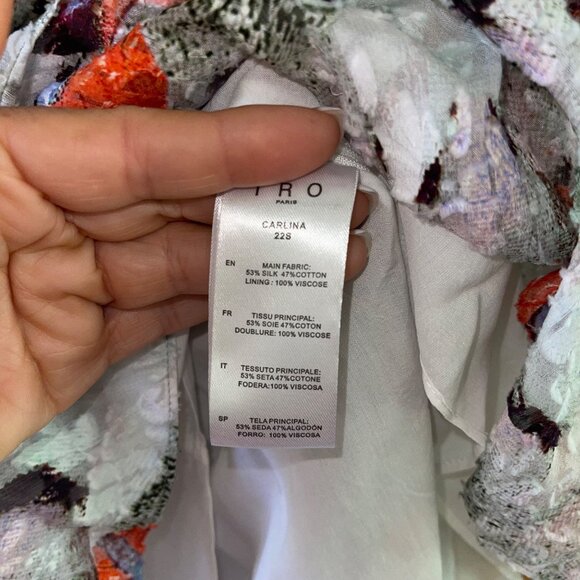 IRO
PARIS
CARLINA
22S
EN MAIN FABRIC:
53% SILK 47%COTTON
LINING : 100% VISCOSE
FR TISSU PRINCIPAL:
53% SOIE 47%COTON
DOUBLURE: 100% VISCOSE
IT TESSUTO PRINCIPALE:
53% SETA 47%COTONE
FODERA:100% VISCOSE
SP TELA PRINCIPAL:
53% SEDA 47%ALGODÓN
FORRO: 100% VISCOSA